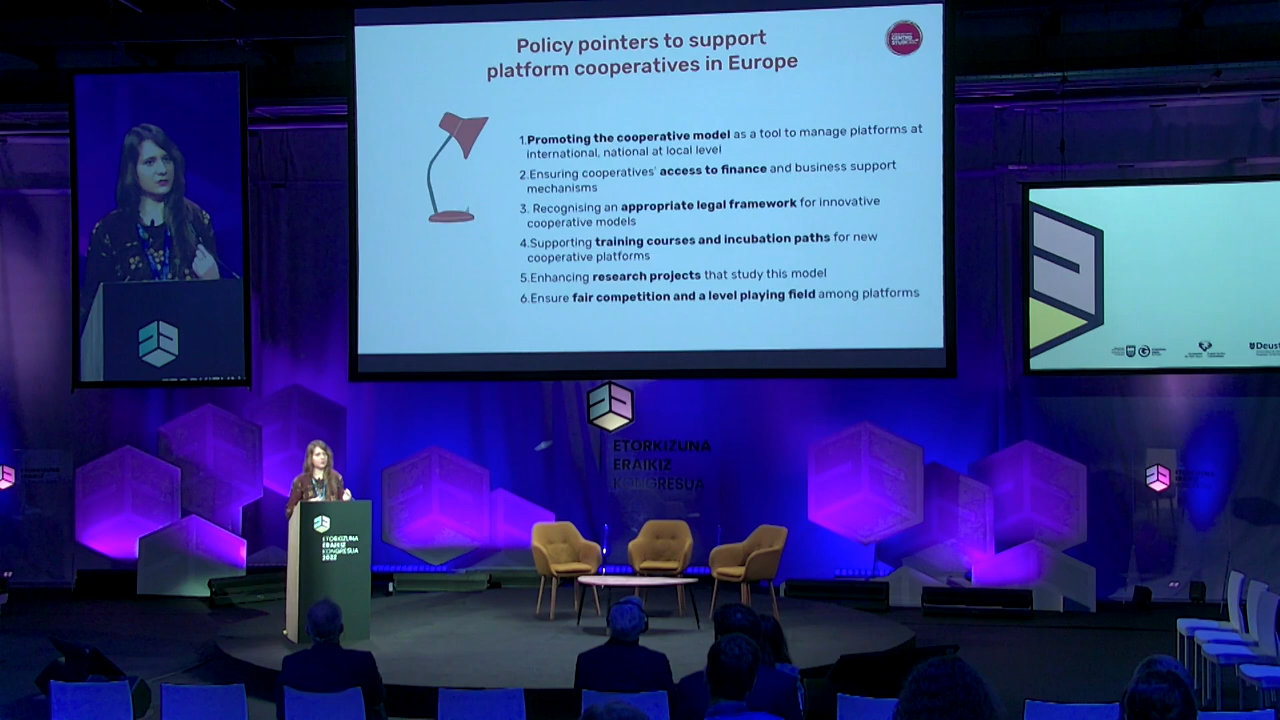 Policy pointers to support
platform cooperatives in Europe
CENTRO
STUDI
1.Promoting the cooperative model as a tool to manage platforms at
international, national at local level
2.Ensuring cooperatives' access to finance and business support
mechanisms
3. Recognising an appropriate legal framework for innovative
cooperative models
4.Supporting training courses and incubation paths for new
cooperative platforms
5.Enhancing research projects that study this model
6.Ensure fair competition and a level playing field among platforms
Deust
ETORKIZUNA
ERAIKIZ
KONGRESUA
ETORKIZUNA
ERAIKIZ
KONGRESUA
2022